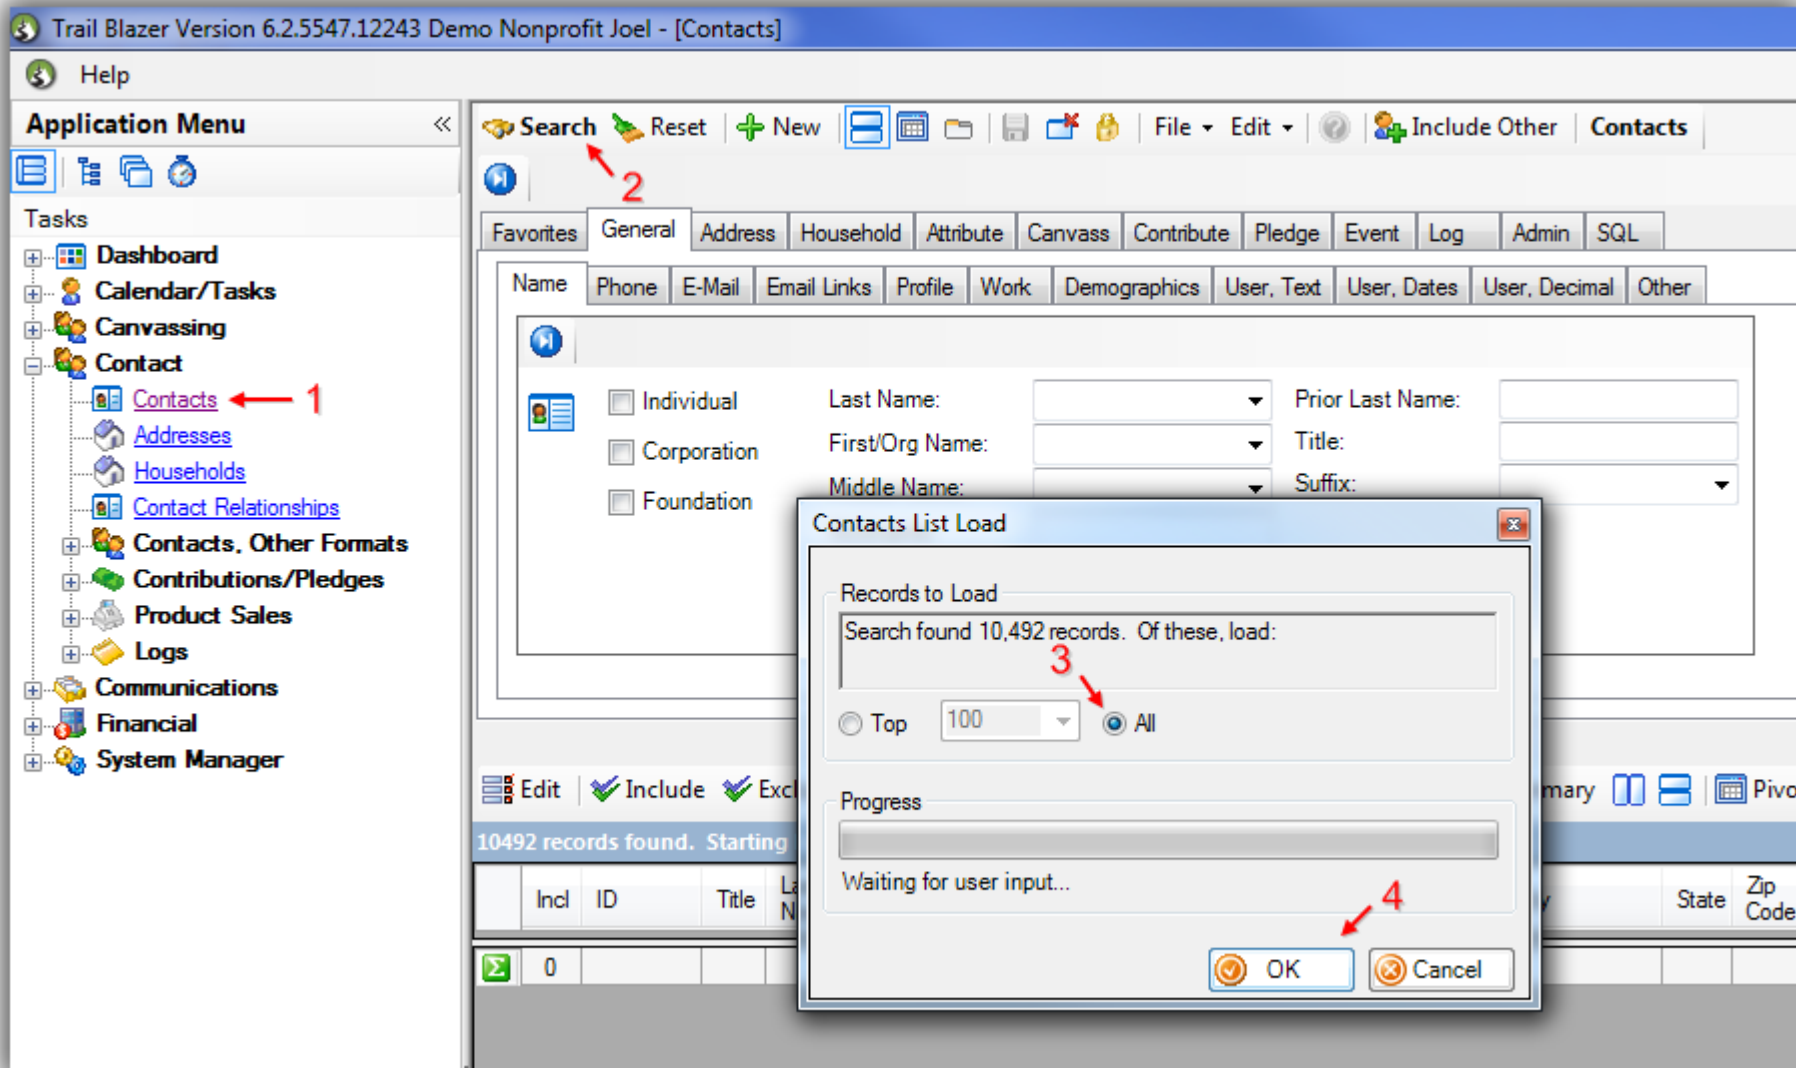 Trail Blazer Version 6.2.5547.12243 Demo Nonprofit Joel - [Contacts]
Help
Application Menu
Tasks
Dashboard
Calendar/Tasks
Canvassing
Contact
Contacts
1
Addresses
Households
Contact Relationships
Contacts, Other Formats
Contributions/Pledges
Product Sales
Logs
Communications
Financial
System Manager
Search Reset New File Edit Include Other Contacts
2
Favorites General Address Household Attribute Canvass Contribute Pledge Event Log Admin SQL
Name Phone E-Mail Email Links Profile Work Demographics User, Text User, Dates User, Decimal Other
Individual Last Name: Prior Last Name:
Corporation First/Org Name: Title:
Foundation Middle Name: Suffix:
Contacts List Load
Records to Load
Search found 10,492 records. Of these, load:
3
Top 100 All
Progress
Waiting for user input...
4
OK Cancel
Edit Include Excl mary Pivo
10492 records found. Starting
Incl ID Title State Zip Code
0